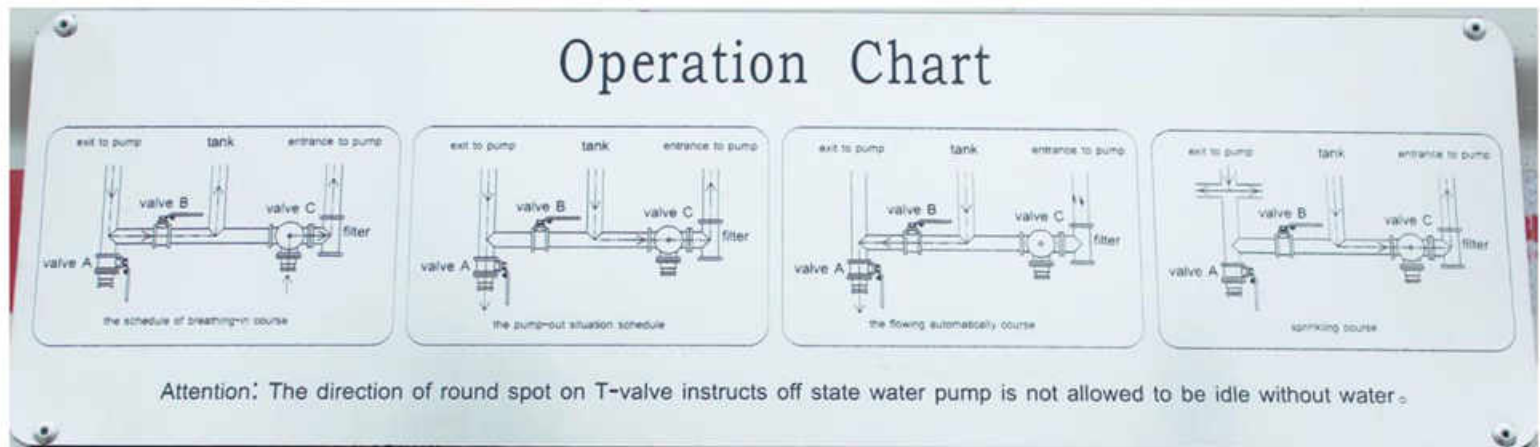 Operation Chart
exit to pump tank entrance to pump
valve B valve C
filter
valve A
the schedule of breathing-in course
exit to pump tank entrance to pump
valve B valve C
filter
valve A
the pump-out situation schedule
exit to pump tank entrance to pump
valve B valve C
filter
valve A
the flowing automatically course
exit to pump tank entrance to pump
valve B valve C
filter
valve A
sprinkling course
Attention: The direction of round spot on T-valve instructs off state water pump is not allowed to be idle without water。